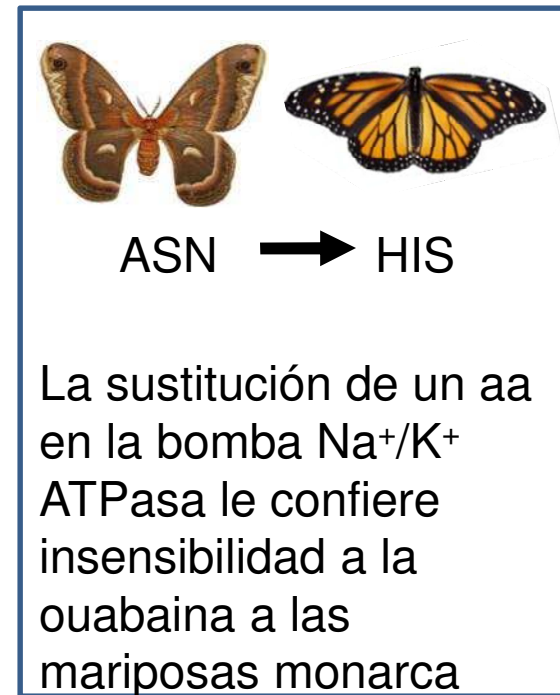 ASN → HIS
La sustitución de un aa
en la bomba Na⁺/K⁺
ATPasa le confiere
insensibilidad a la
ouabaina a las
mariposas monarca